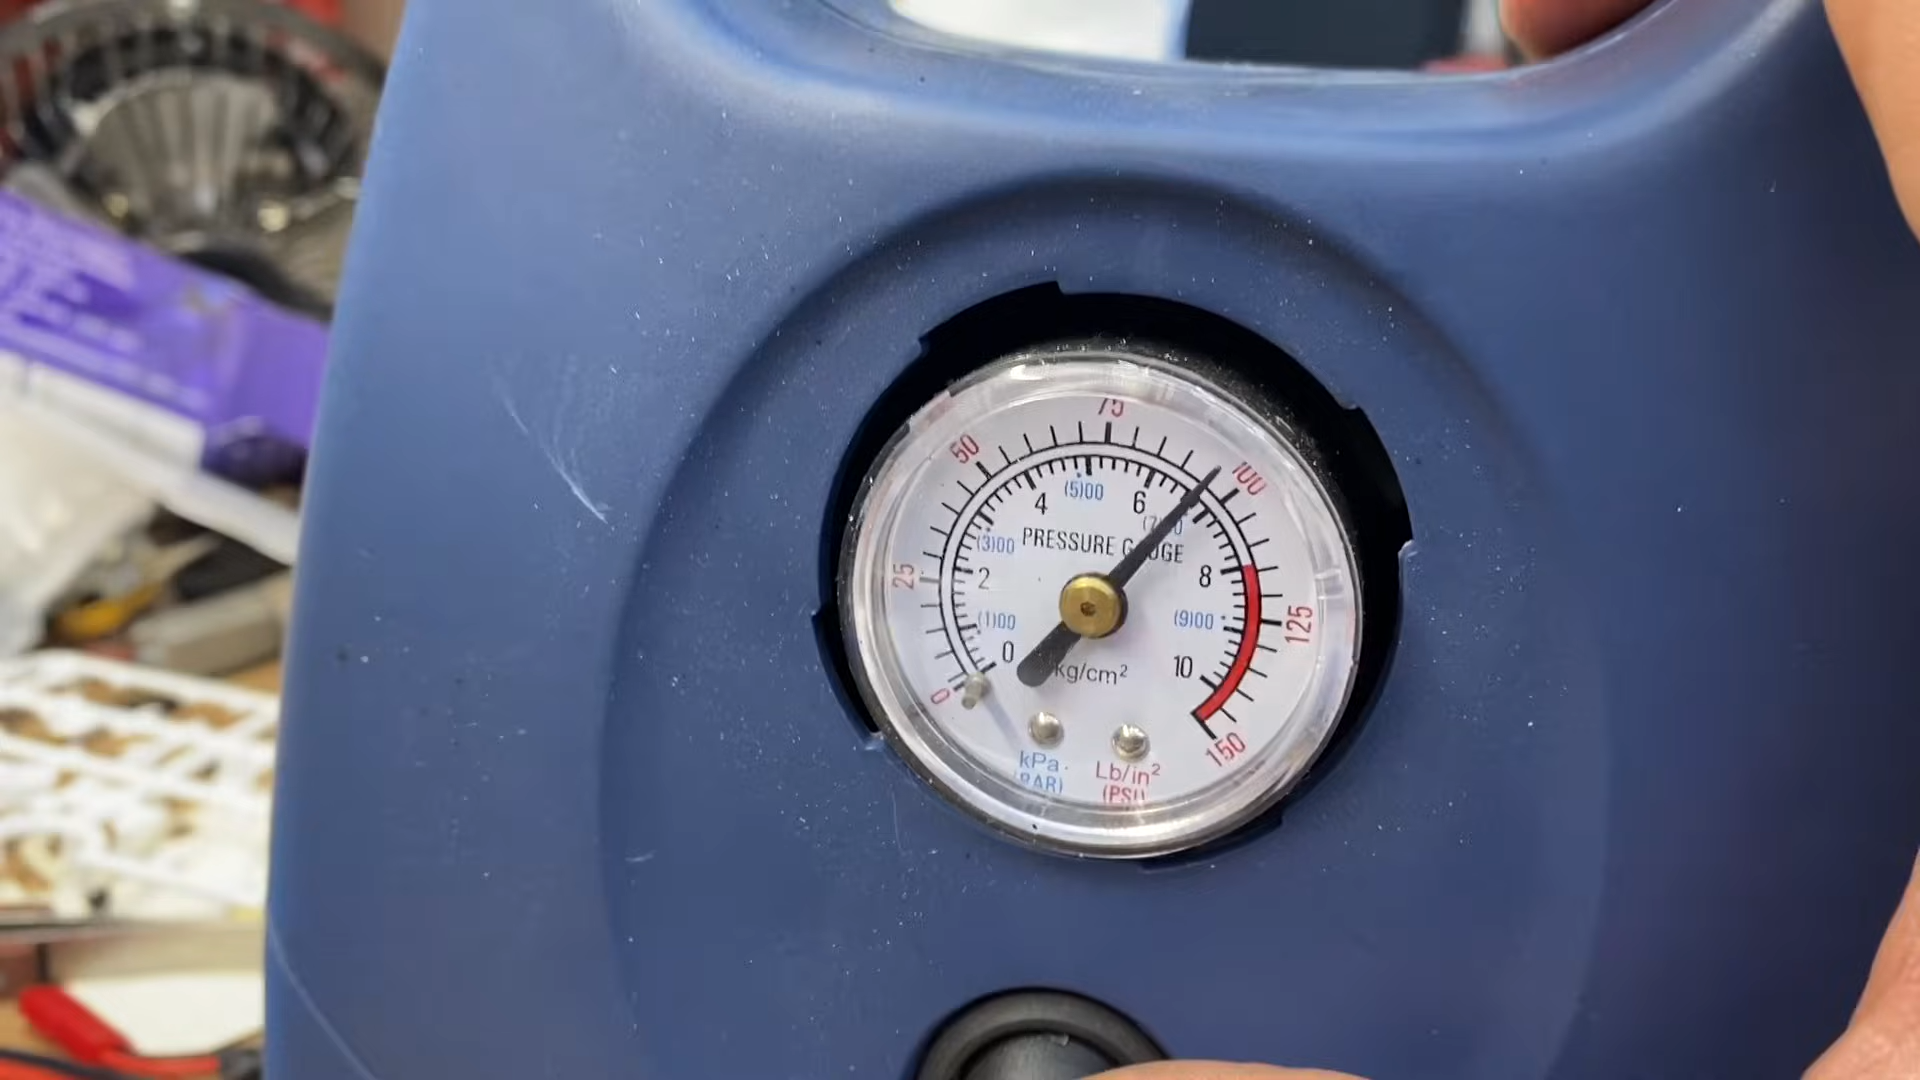 75
50
100
4
(5)00
6
(3)00
PRESSURE GAUGE
25
2
8
(1)00
(9)00
125
0
kg/cm²
10
0
150
kPa
(BAR)
Lb/in²
(PSI)